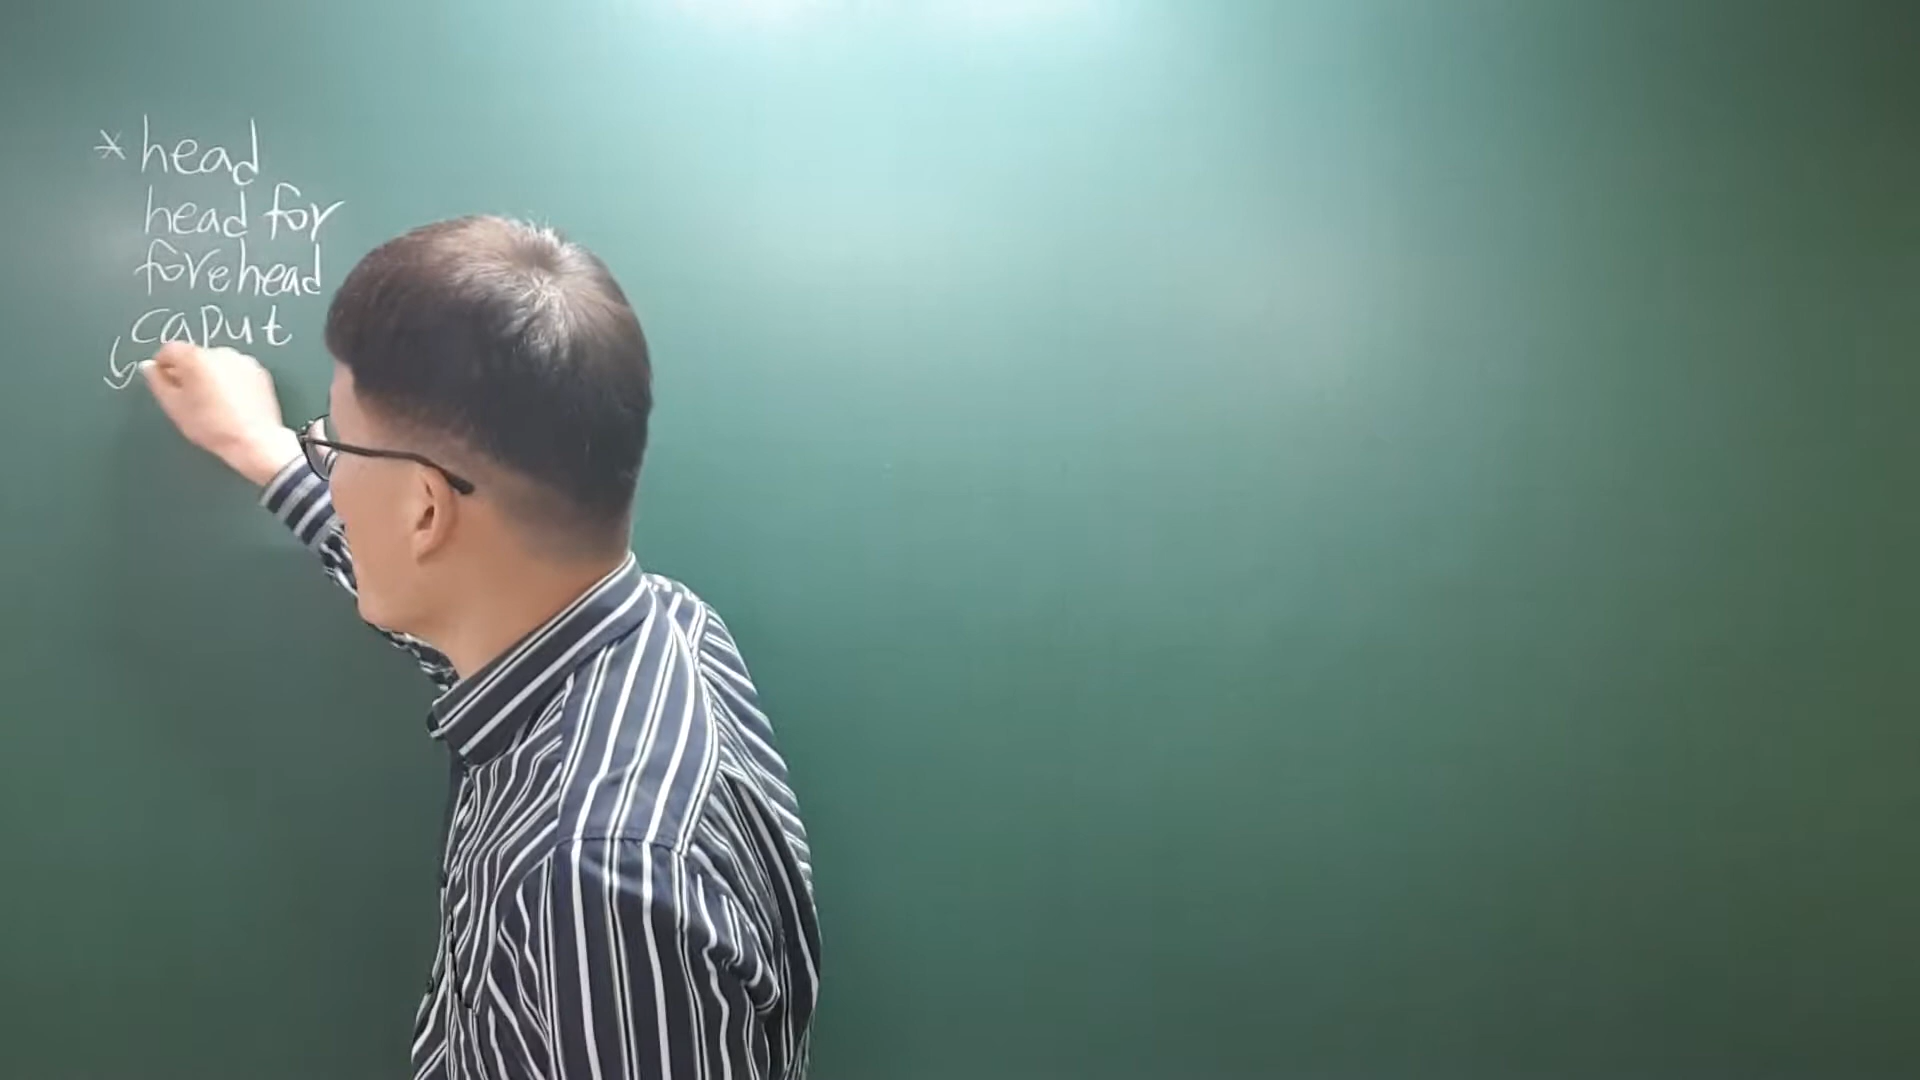 * head
head for
forehead
caput
↳